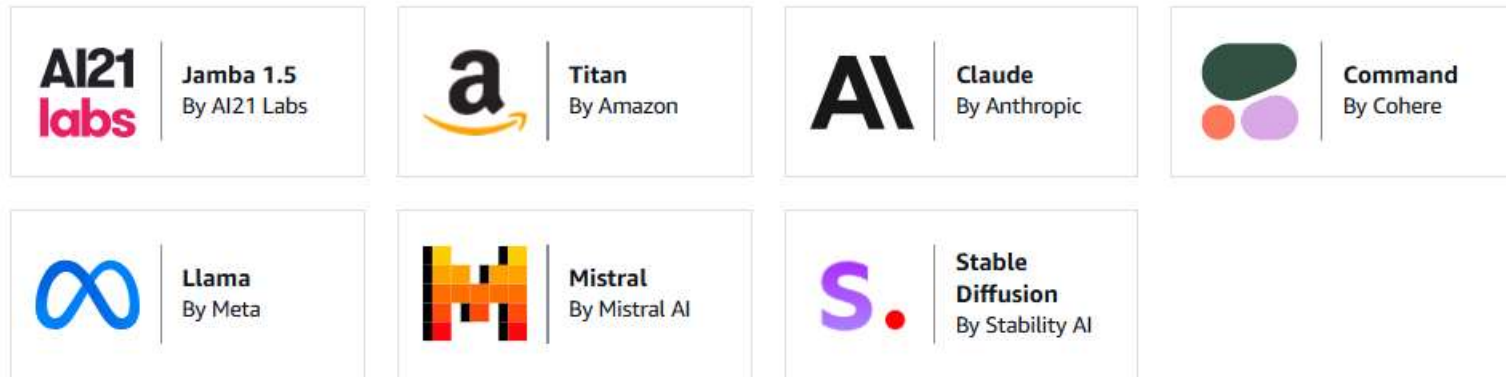 AI21
labs
Jamba 1.5
By AI21 Labs
a
Titan
By Amazon
A\
Claude
By Anthropic
Command
By Cohere
Llama
By Meta
Mistral
By Mistral AI
S.
Stable
Diffusion
By Stability AI